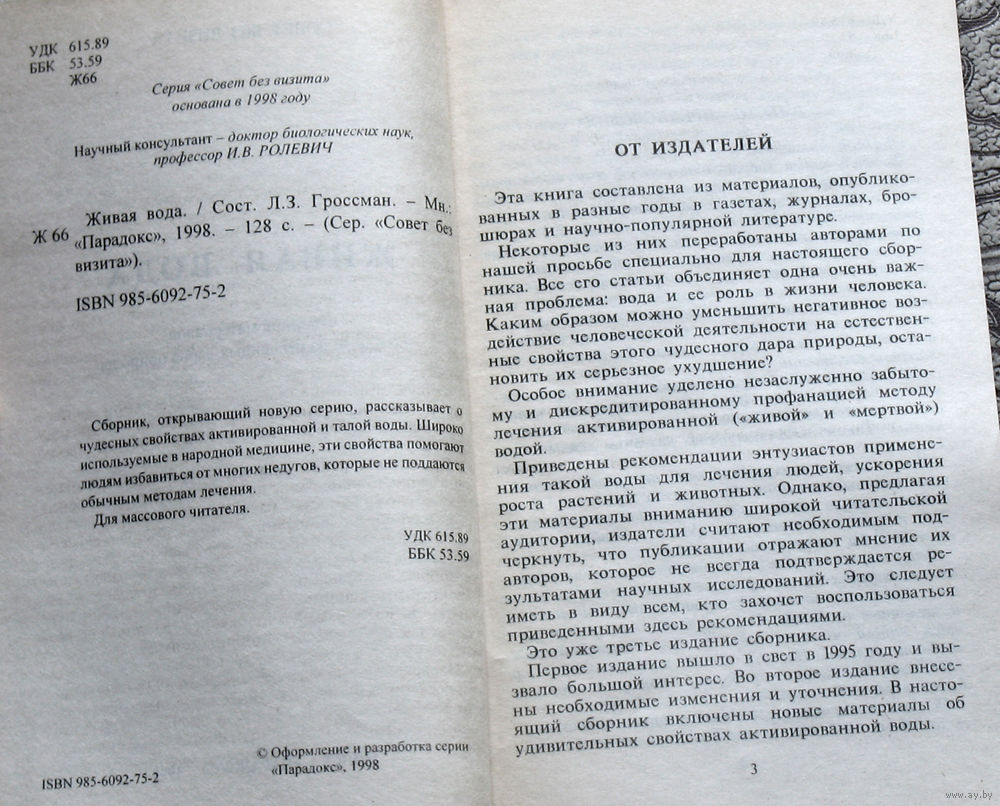 УДК 615.89
ББК 53.59
Ж66
Серия «Совет без визита»
основана в 1998 году
Научный консультант – доктор биологических наук,
профессор И.В. РОЛЕВИЧ
Живая вода. / Сост. Л.З. Гроссман. – Мн.:
Ж 66 «Парадокс», 1998. – 128 с. – (Сер. «Совет без
визита»).
ISBN 985-6092-75-2
Сборник, открывающий новую серию, рассказывает о
чудесных свойствах активированной и талой воды. Широко
используемые в народной медицине, эти свойства помогают
людям избавиться от многих недугов, которые не поддаются
обычным методам лечения.
Для массового читателя.
УДК 615.89
ББК 53.59
© Оформление и разработка серии
«Парадокс», 1998
ISBN 985-6092-75-2
ОТ ИЗДАТЕЛЕЙ
Эта книга составлена из материалов, опублико-
ванных в разные годы в газетах, журналах, бро-
шюрах и научно-популярной литературе.
Некоторые из них переработаны авторами по
нашей просьбе специально для настоящего сбор-
ника. Все его статьи объединяет одна очень важ-
ная проблема: вода и ее роль в жизни человека.
Каким образом можно уменьшить негативное воз-
действие человеческой деятельности на естествен-
ные свойства этого чудесного дара природы, оста-
новить их серьезное ухудшение?
Особое внимание уделено незаслуженно забыто-
му и дискредитированному профанацией методу
лечения активированной («живой» и «мертвой»)
водой.
Приведены рекомендации энтузиастов примене-
ния такой воды для лечения людей, ускорения
роста растений и животных. Однако, предлагая
эти материалы вниманию широкой читательской
аудитории, издатели считают необходимым под-
черкнуть, что публикации отражают мнение их
авторов, которое не всегда подтверждается ре-
зультатами научных исследований. Это следует
иметь в виду всем, кто захочет воспользоваться
приведенными здесь рекомендациями.
Это уже третье издание сборника.
Первое издание вышло в свет в 1995 году и вы-
звало большой интерес. Во второе издание внесе-
ны необходимые изменения и уточнения. В насто-
ящий сборник включены новые материалы об
удивительных свойствах активированной воды.
3
www.ay.by